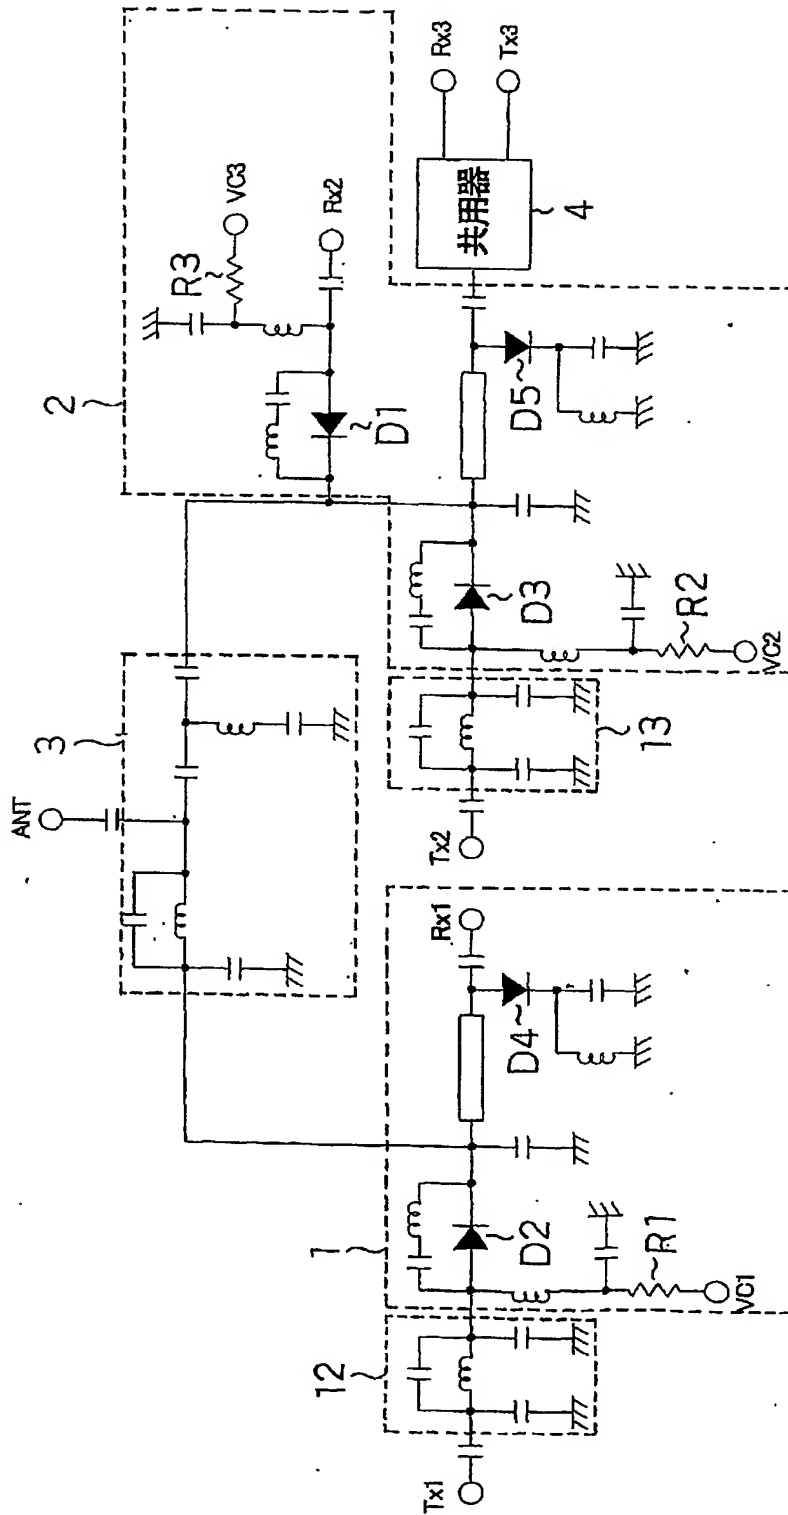 ANT
3
2
R3
VC3
Rx2
D1
共用器
Rx3
Tx3
4
D5
D3
R2
VC2
13
Tx2
1
Rx1
D4
D2
R1
VC1
12
Tx1